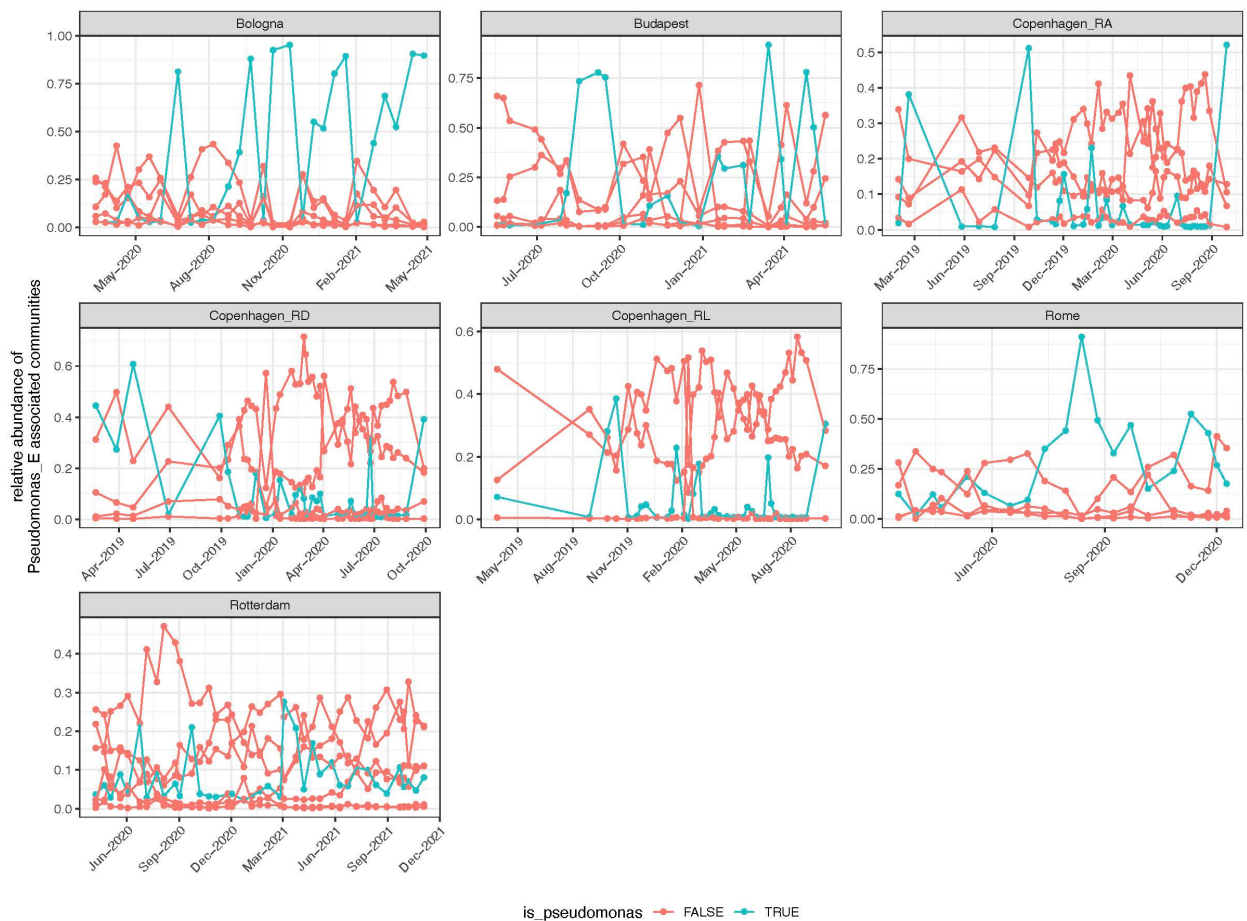 Bologna
Budapest
Copenhagen_RA
1.00
0.75
0.50
0.25
0.00
0.75
0.50
0.25
0.00
0.5
0.4
0.3
0.2
0.1
0.0
May−2020
Aug−2020
Nov−2020
Feb−2021
May−2021
Jul−2020
Oct−2020
Jan−2021
Apr−2021
Mar−2019
Jun−2019
Sep−2019
Dec−2019
Mar−2020
Jun−2020
Sep−2020
relative abundance of
Pseudomonas_E associated communities
Copenhagen_RD
Copenhagen_RL
Rome
0.6
0.4
0.2
0.0
0.6
0.4
0.2
0.0
0.75
0.50
0.25
0.00
Apr−2019
Jul−2019
Oct−2019
Jan−2020
Apr−2020
Jul−2020
Oct−2020
May−2019
Aug−2019
Nov−2019
Feb−2020
May−2020
Aug−2020
Jun−2020
Sep−2020
Dec−2020
Rotterdam
0.4
0.3
0.2
0.1
0.0
Jun−2020
Sep−2020
Dec−2020
Mar−2021
Jun−2021
Sep−2021
Dec−2021
is_pseudomonas FALSE TRUE